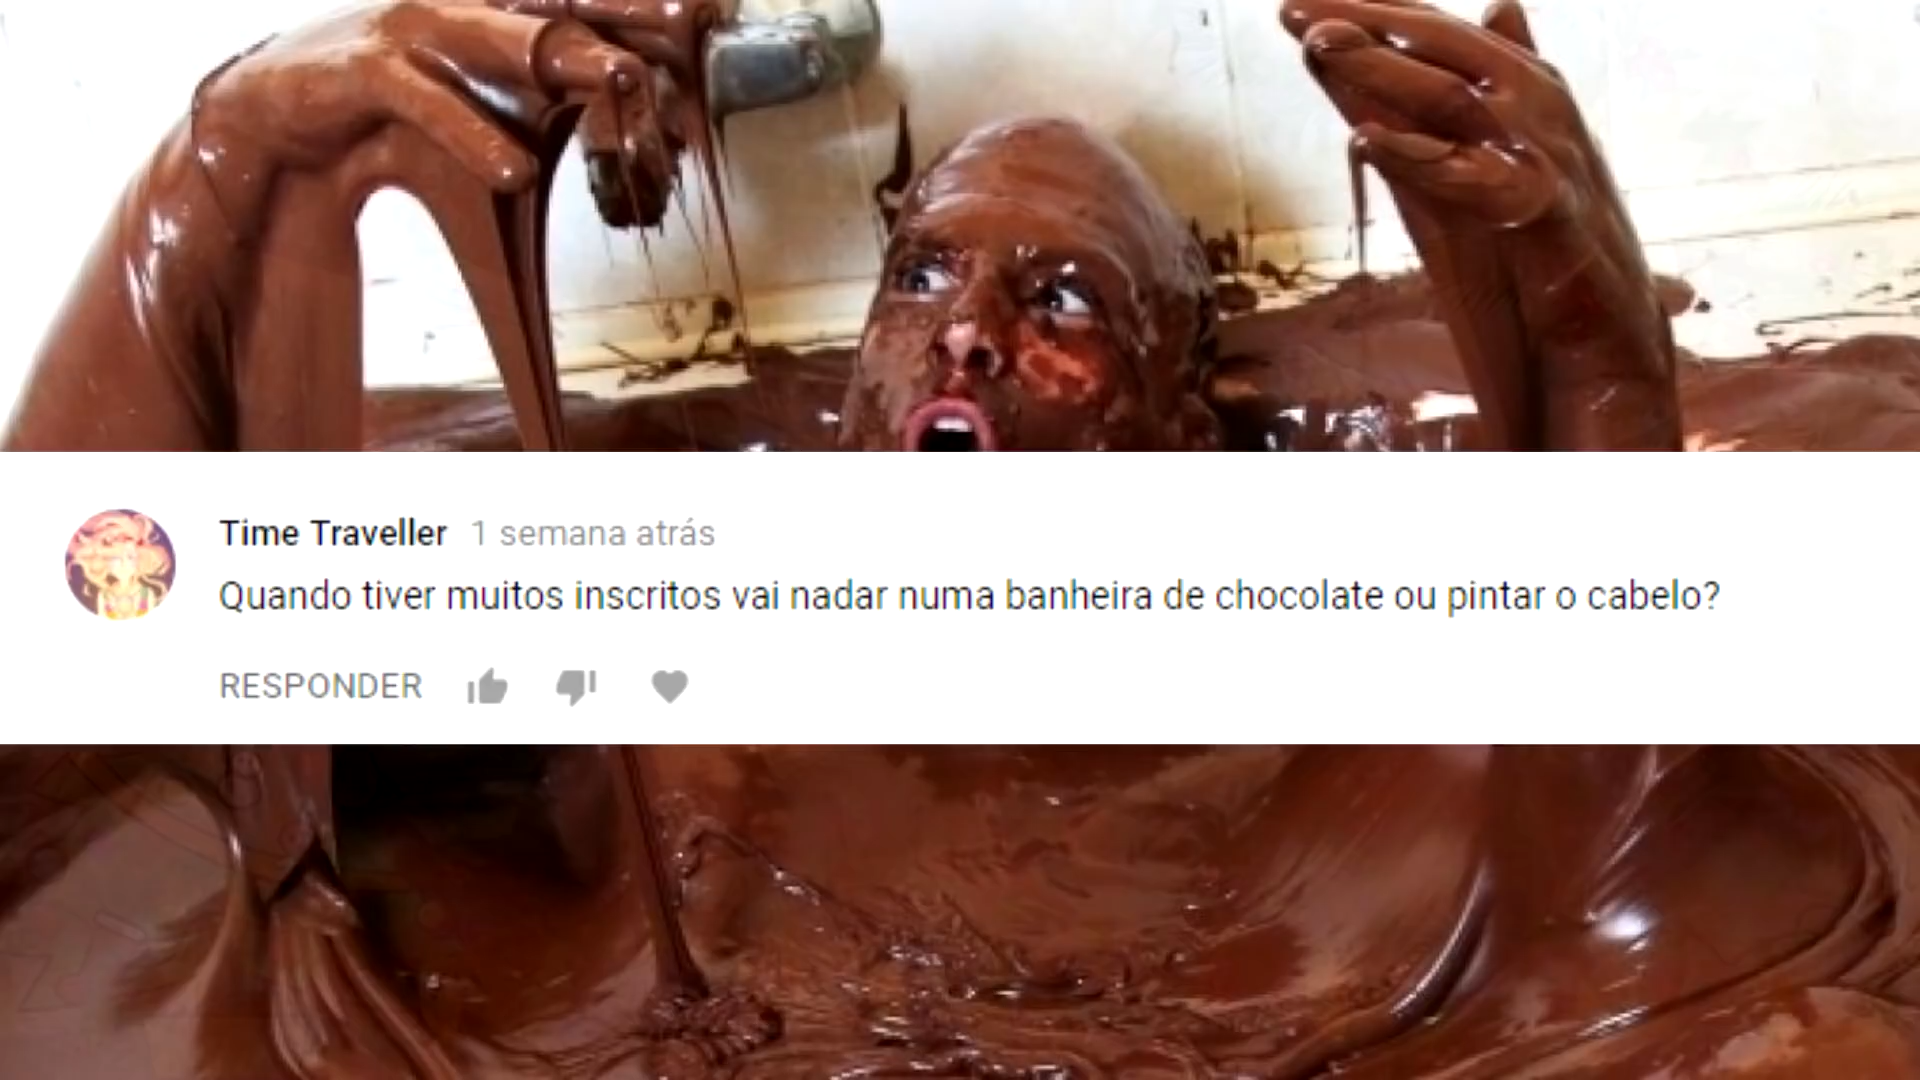 Time Traveller 1 semana atrás
Quando tiver muitos inscritos vai nadar numa banheira de chocolate ou pintar o cabelo?
RESPONDER